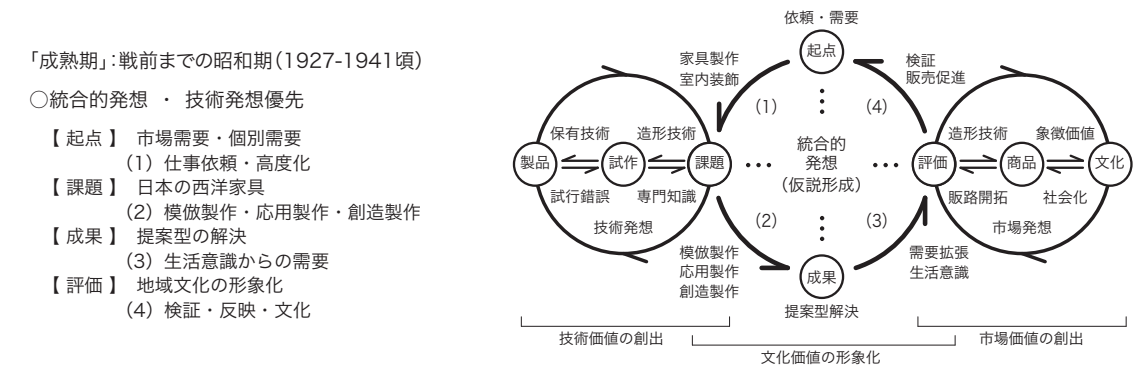 「成熟期」：戦前までの昭和期（1927-1941頃）
○統合的発想 ・ 技術発想優先
【 起点 】 市場需要・個別需要
（1）仕事依頼・高度化
【 課題 】 日本の西洋家具
（2）模倣製作・応用製作・創造製作
【 成果 】 提案型の解決
（3）生活意識からの需要
【 評価 】 地域文化の形象化
（4）検証・反映・文化
依頼・需要
起点
家具製作
室内装飾
検証
販売促進
（1）
（4）
保有技術
造形技術
製品
試作
課題
試行錯誤
専門知識
技術発想
統合的
発想
（仮説形成）
造形技術
象徴価値
評価
商品
文化
販路開拓
社会化
市場発想
（2）
（3）
模倣製作
応用製作
創造製作
需要拡張
生活意識
成果
提案型解決
技術価値の創出
文化価値の形象化
市場価値の創出